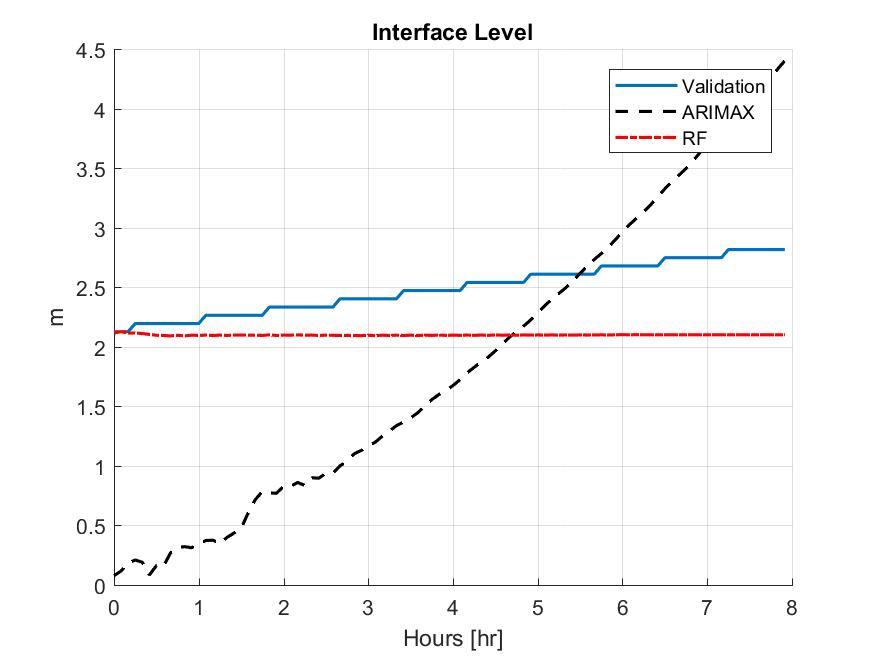 Interface Level
4.5
4
3.5
3
2.5
2
1.5
1
0.5
0
m
Validation
ARIMAX
RF
0 1 2 3 4 5 6 7 8
Hours [hr]